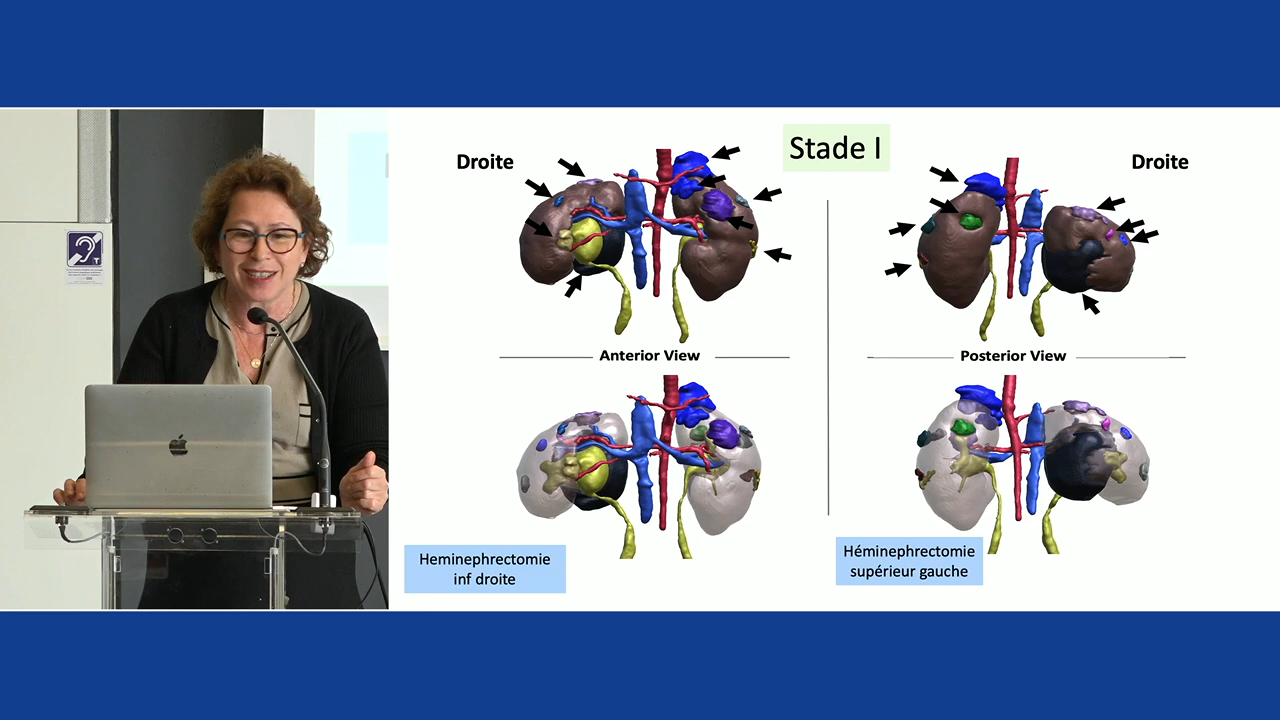 Stade I
Droite
Droite
Anterior View
Posterior View
Heminephrectomie
inf droite
Héminephrectomie
supérieur gauche